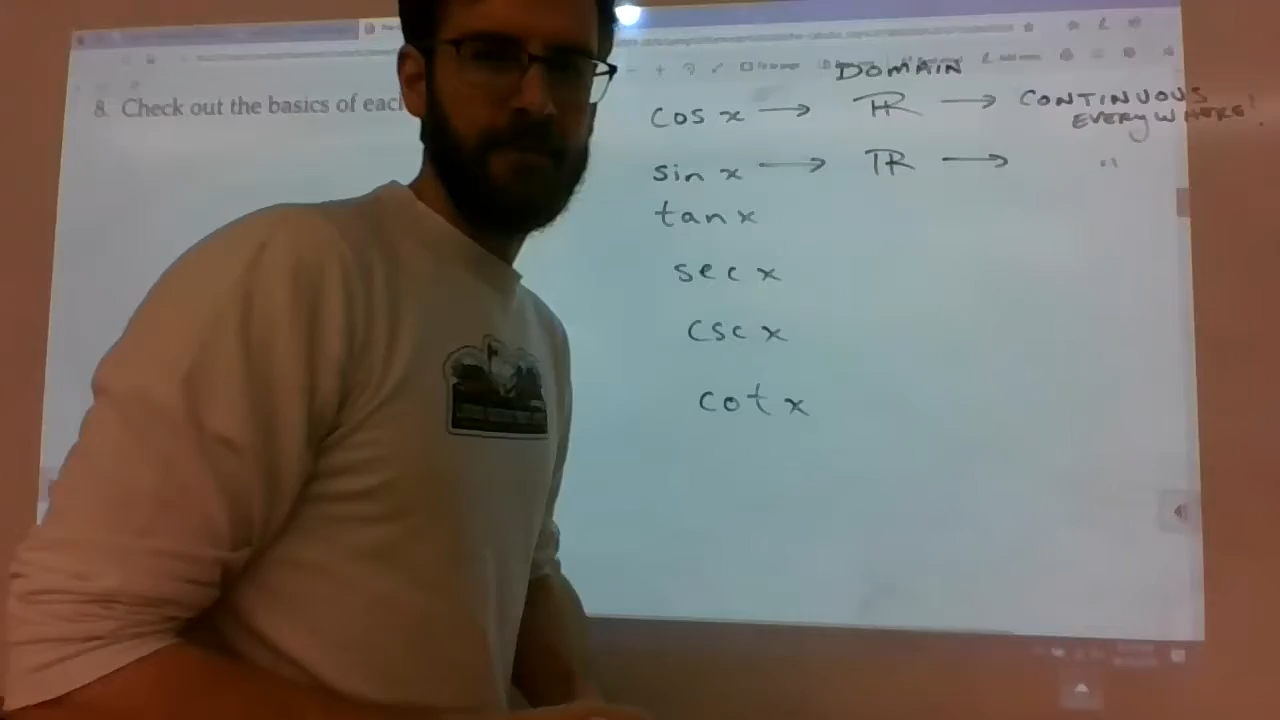 8. Check out the basics of each
DOMAIN
cos x → ℝ → CONTINUOUS EVERYWHERE!
sin x → ℝ → "
tan x
sec x
csc x
cot x